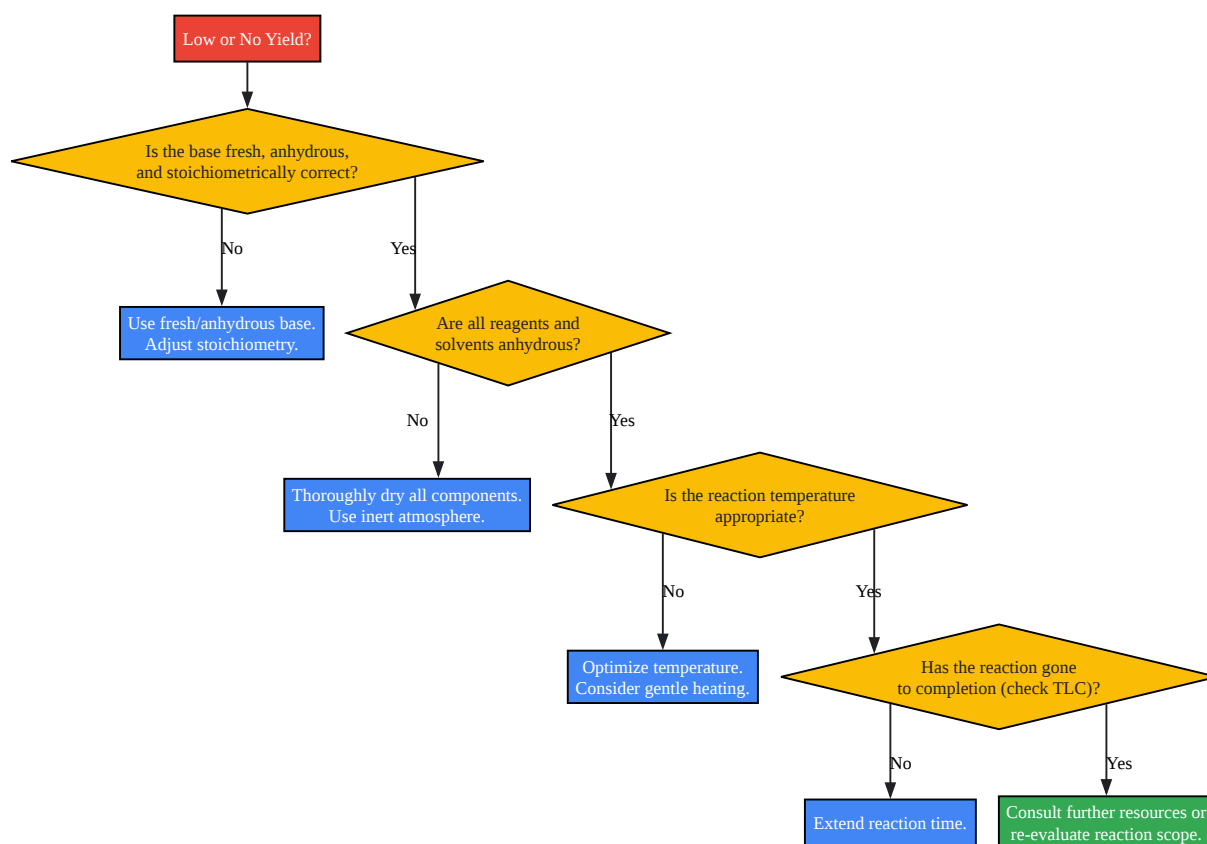 Low or No Yield?
Is the base fresh, anhydrous,
and stoichiometrically correct?
No
Yes
Use fresh/anhydrous base.
Adjust stoichiometry.
Are all reagents and
solvents anhydrous?
No
Yes
Thoroughly dry all components.
Use inert atmosphere.
Is the reaction temperature
appropriate?
No
Yes
Optimize temperature.
Consider gentle heating.
Has the reaction gone
to completion (check TLC)?
No
Yes
Extend reaction time.
Consult further resources or
re-evaluate reaction scope.